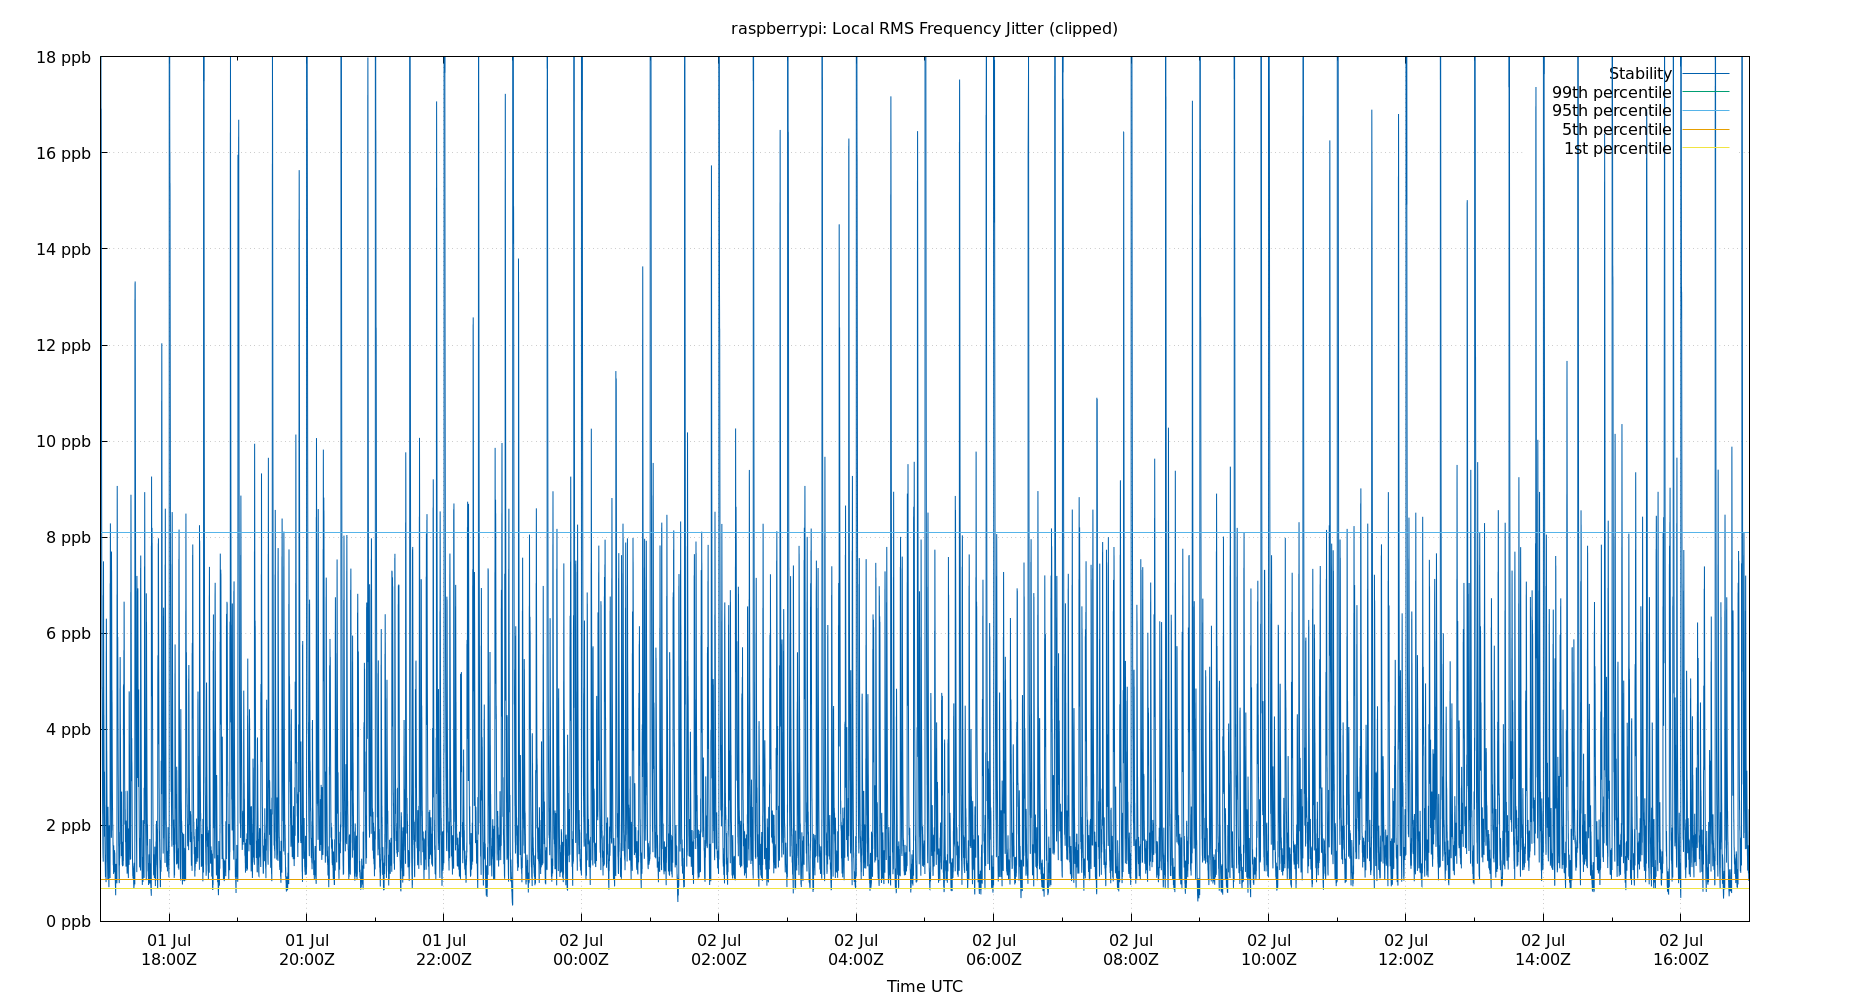 raspberrypi: Local RMS Frequency Jitter (clipped)
18 ppb
16 ppb
14 ppb
12 ppb
10 ppb
8 ppb
6 ppb
4 ppb
2 ppb
0 ppb
Stability
99th percentile
95th percentile
5th percentile
1st percentile
01 Jul 01 Jul 01 Jul 02 Jul 02 Jul 02 Jul 02 Jul 02 Jul 02 Jul 02 Jul 02 Jul 02 Jul
18:00Z 20:00Z 22:00Z 00:00Z 02:00Z 04:00Z 06:00Z 08:00Z 10:00Z 12:00Z 14:00Z 16:00Z
Time UTC